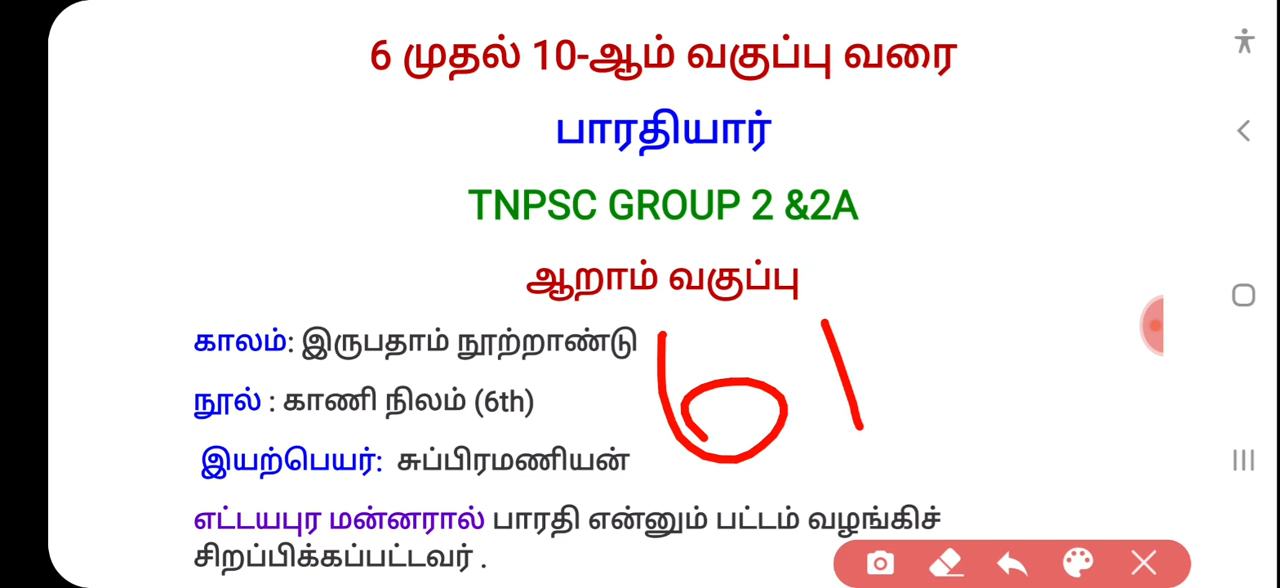 6 முதல் 10-ஆம் வகுப்பு வரை
பாரதியார்
TNPSC GROUP 2 &2A
ஆறாம் வகுப்பு
காலம்: இருபதாம் நூற்றாண்டு
நூல் : காணி நிலம் (6th)
இயற்பெயர்: சுப்பிரமணியன்
எட்டயபுர மன்னரால் பாரதி என்னும் பட்டம் வழங்கிச்
சிறப்பிக்கப்பட்டவர் .